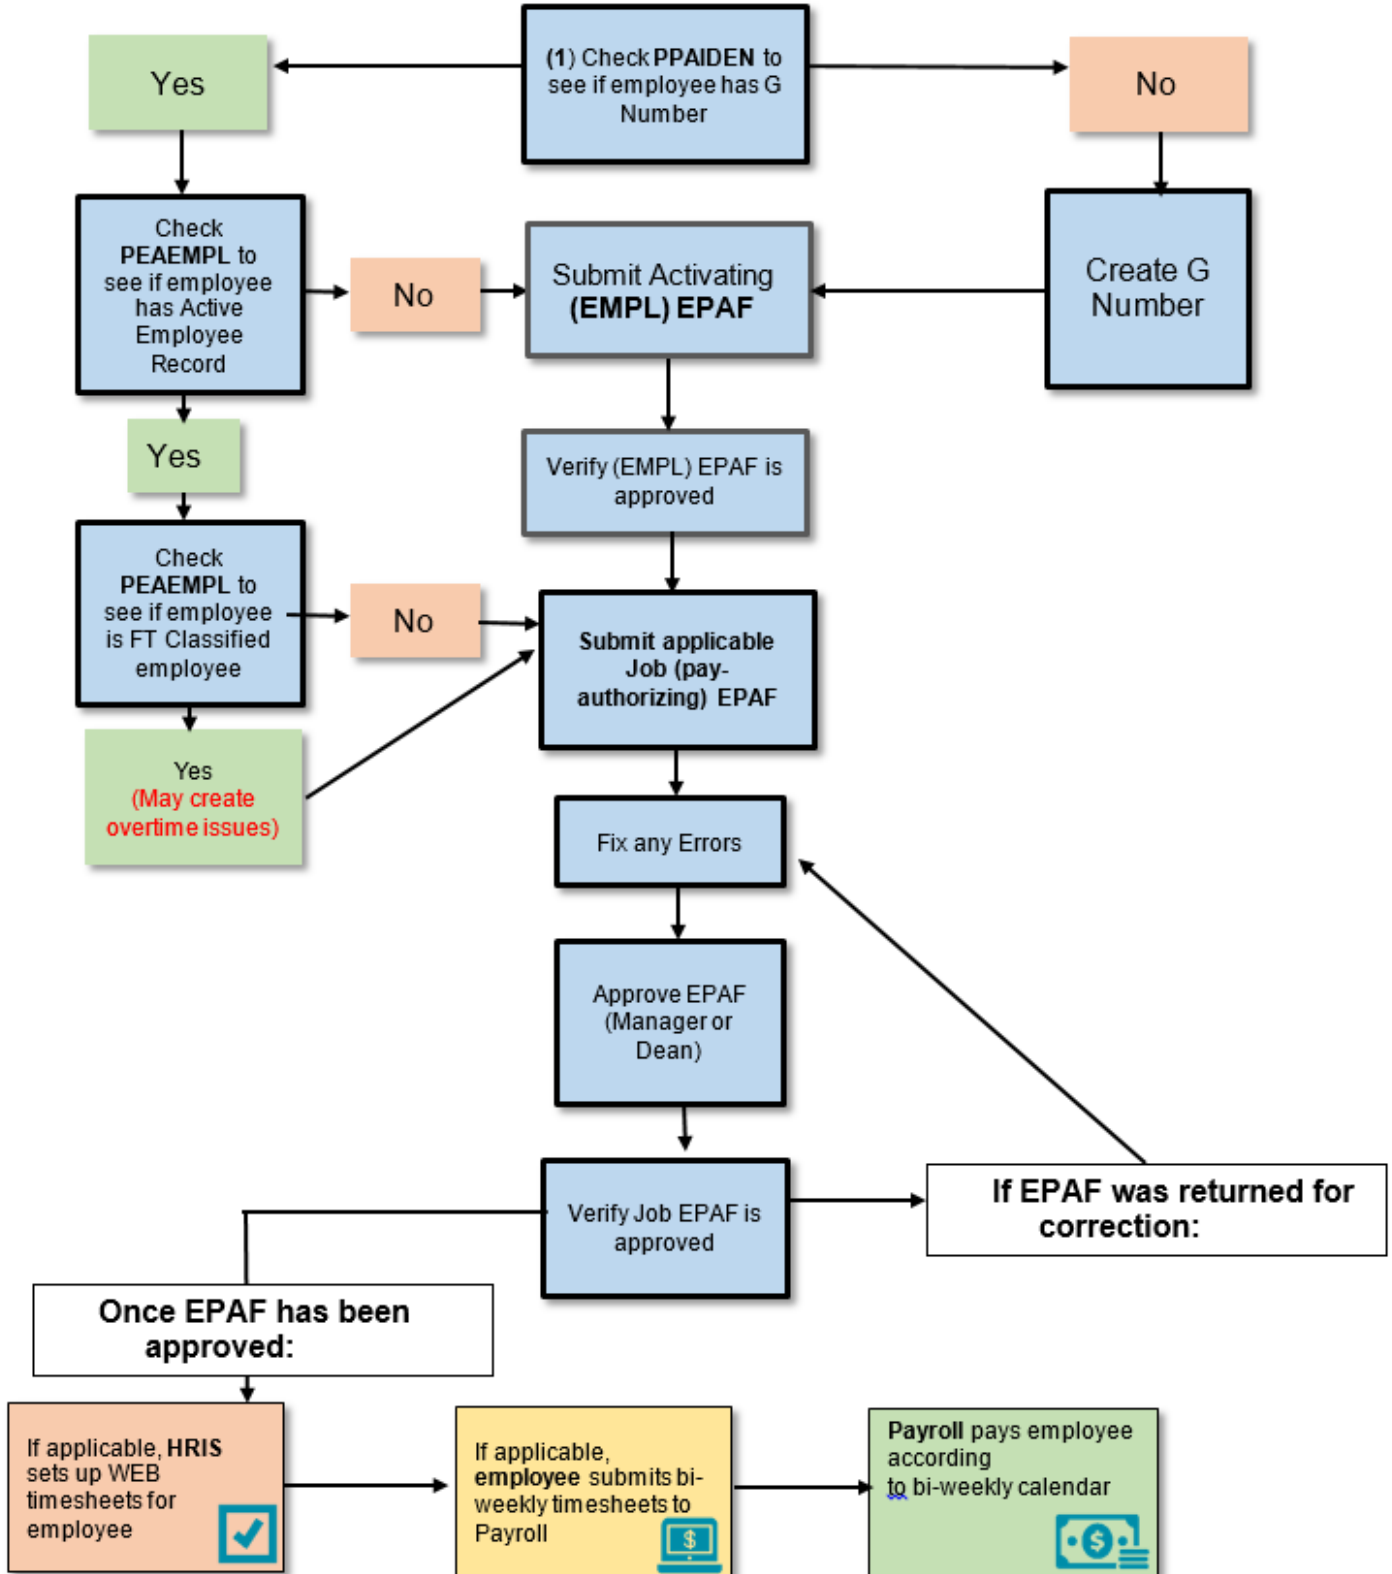 Yes
(1) Check PPAIDEN to
see if employee has G
Number
No
Check
PEAEMPL to
see if employee
has Active
Employee
Record
No
Submit Activating
(EMPL) EPAF
Create G
Number
Yes
Verify (EMPL) EPAF is
approved
Check
PEAEMPL to
see if employee
is FT Classified
employee
No
Submit applicable
Job (pay-
authorizing) EPAF
Yes
(May create
overtime issues)
Fix any Errors
Approve EPAF
(Manager or
Dean)
Verify Job EPAF is
approved
If EPAF was returned for
correction:
Once EPAF has been
approved:
If applicable, HRIS
sets up WEB
timesheets for
employee
If applicable,
employee submits bi-
weekly timesheets to
Payroll
$
Payroll pays employee
according
to bi-weekly calendar
$